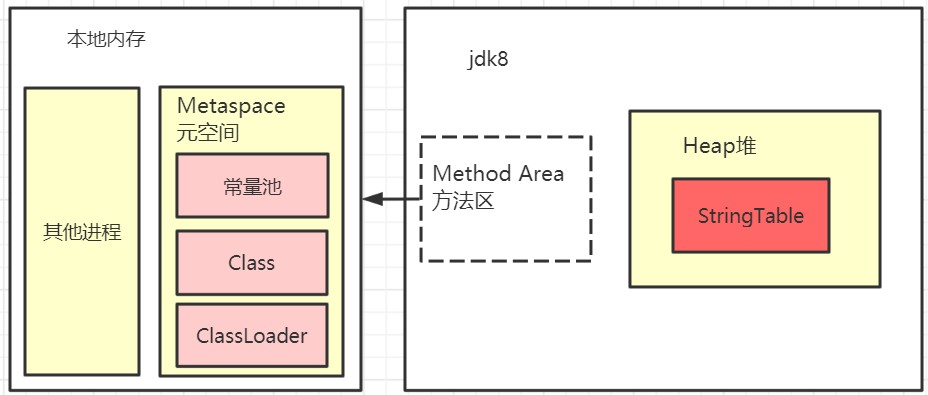 本地内存
其他进程
Metaspace
元空间
常量池
Class
ClassLoader
jdk8
Method Area
方法区
Heap堆
StringTable